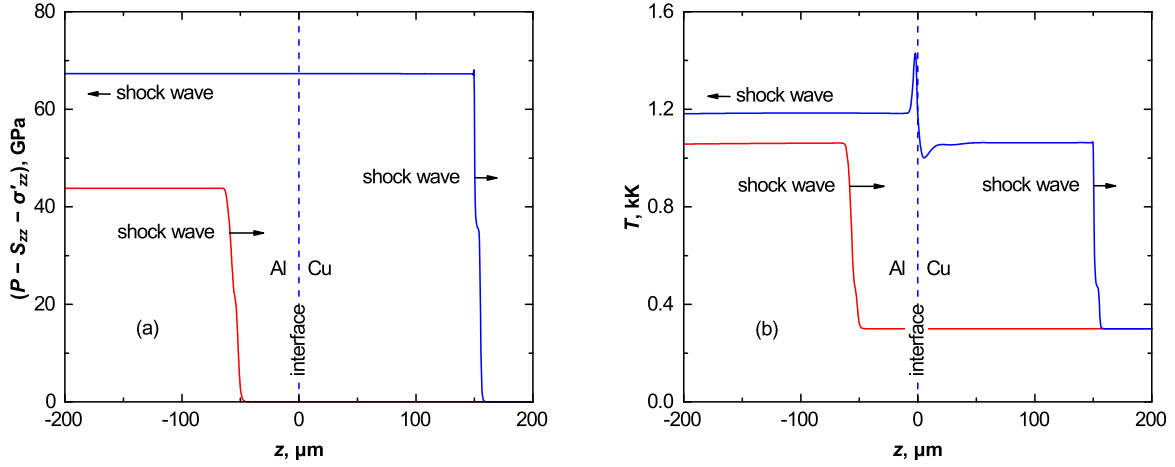 80
60
40
20
0
-200
-100
0
100
200
(P − S_zz − σ'_zz), GPa
z, µm
shock wave
shock wave
shock wave
Al
Cu
interface
(a)
1.6
1.2
0.8
0.4
0.0
-200
-100
0
100
200
T, kK
z, µm
shock wave
shock wave
shock wave
Al
Cu
interface
(b)